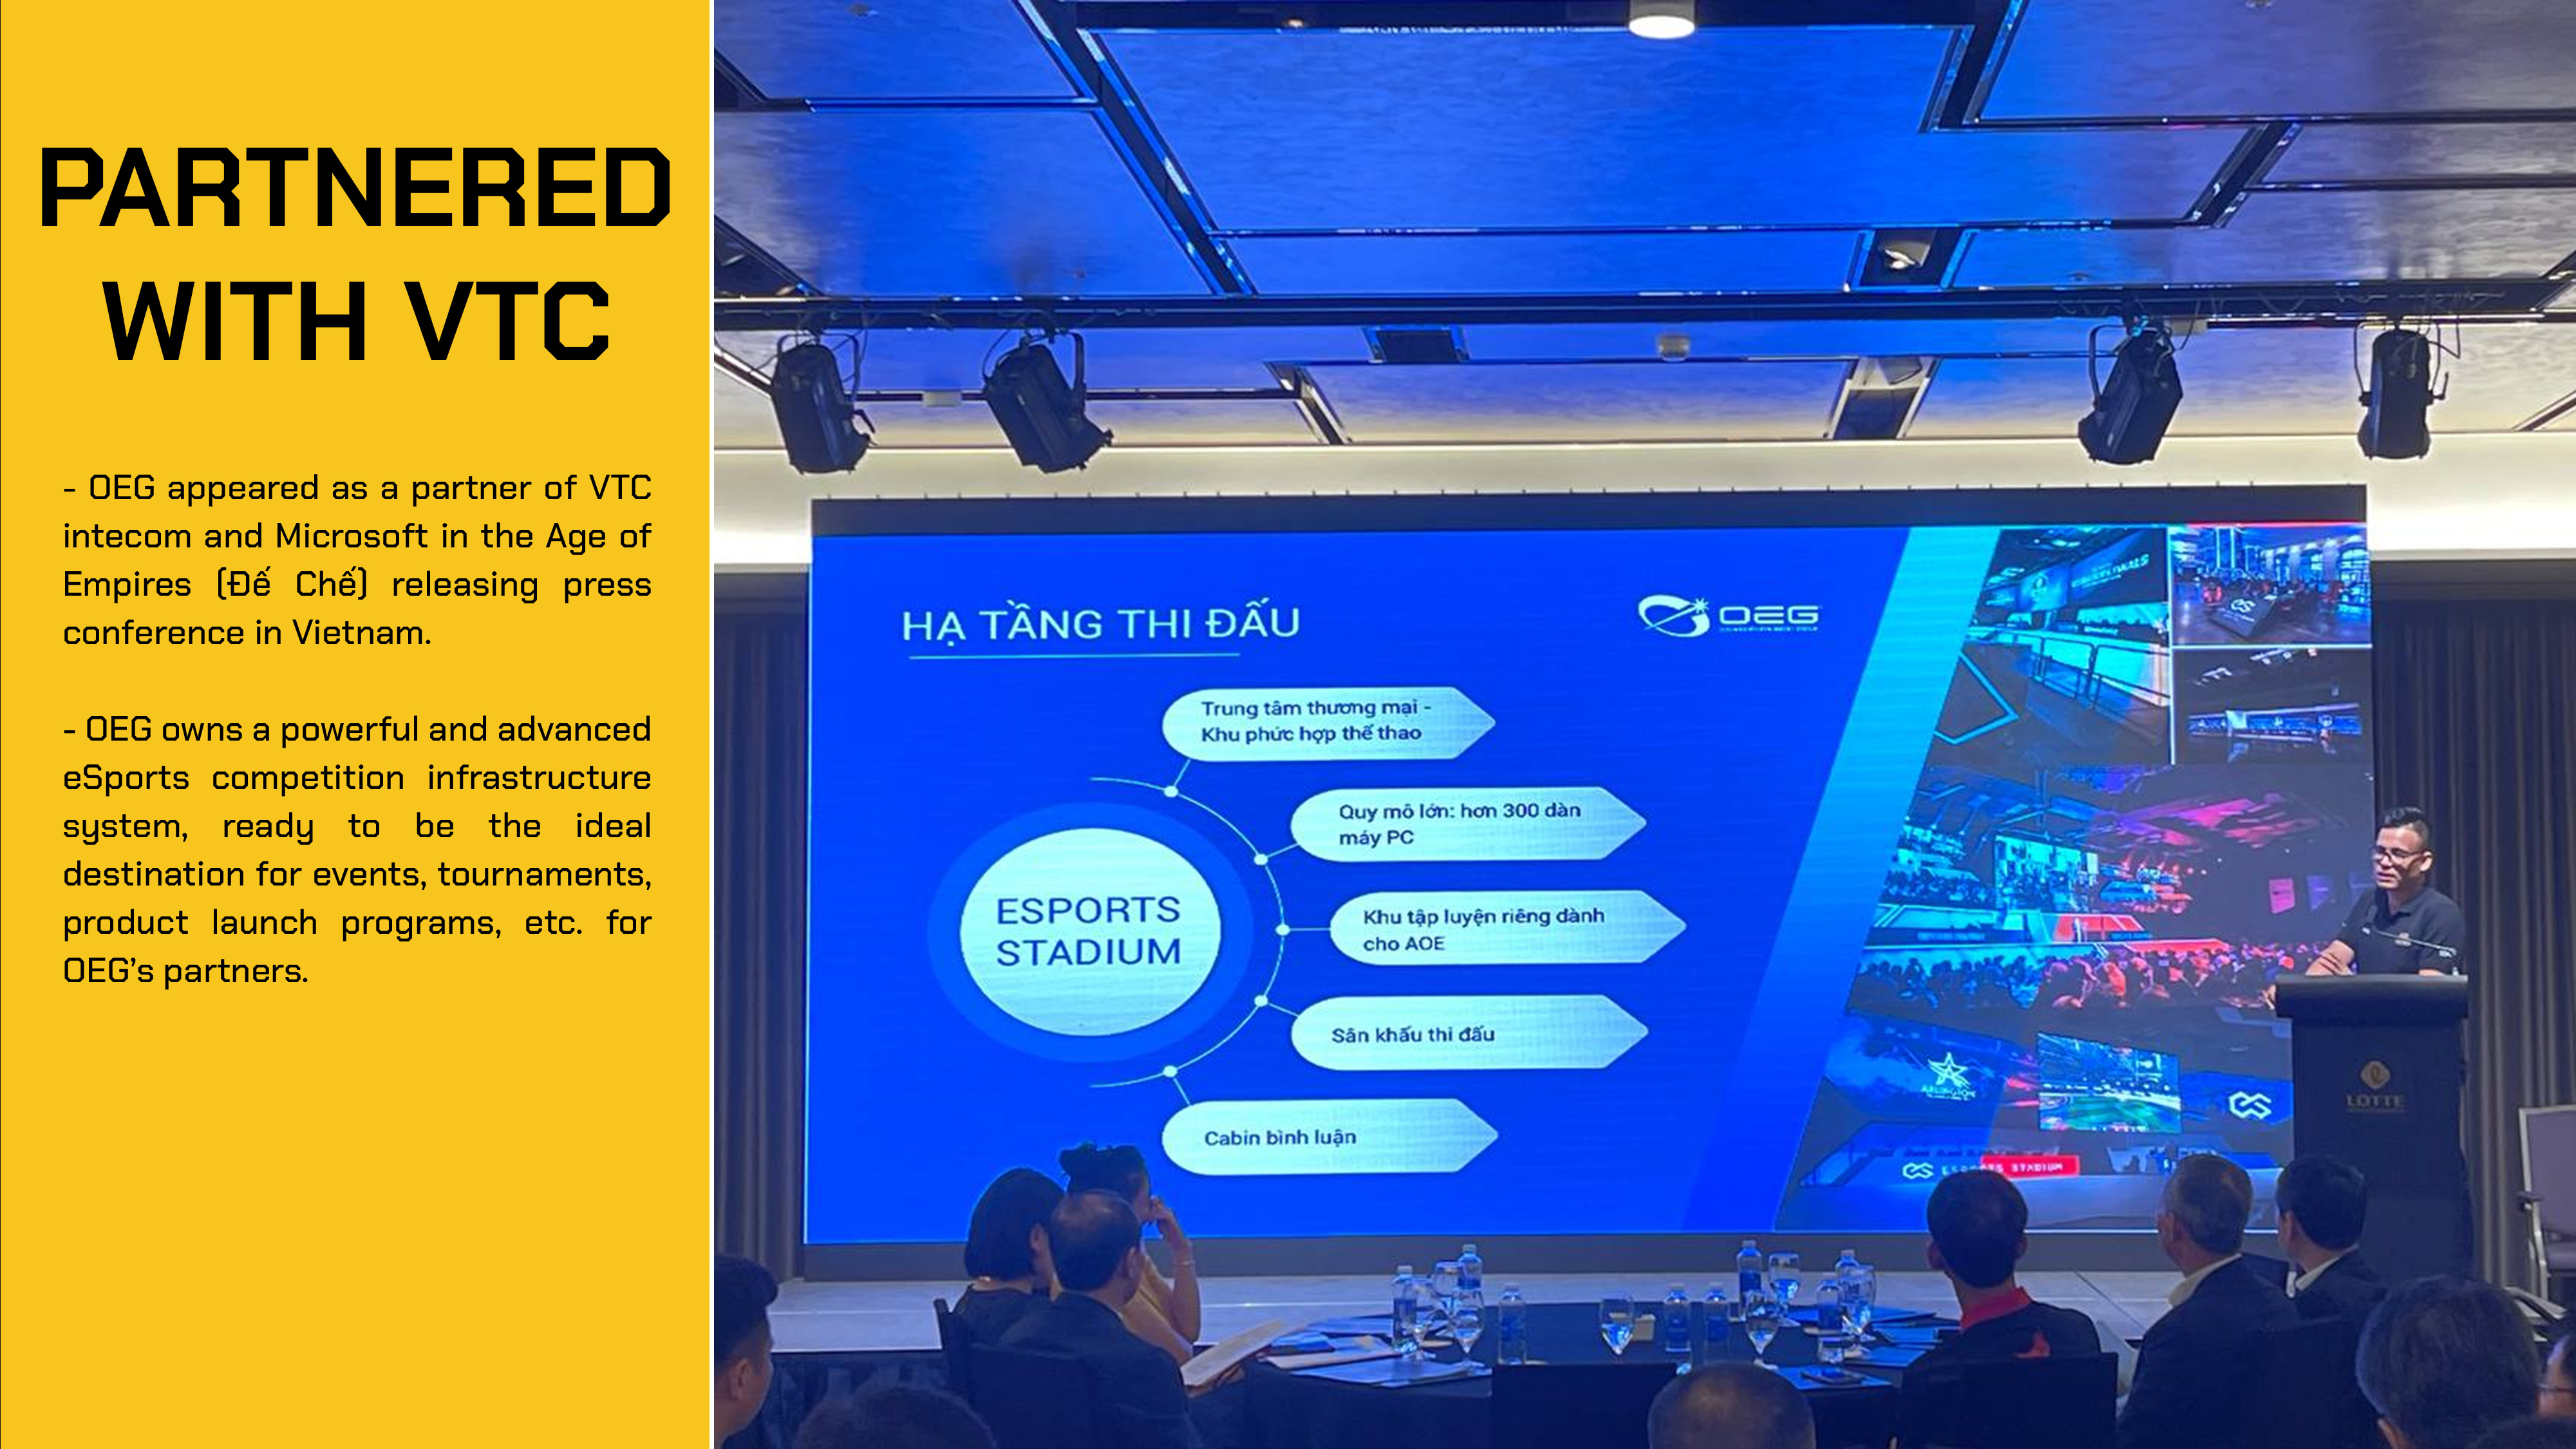 PARTNERED
WITH VTC
- OEG appeared as a partner of VTC
intecom and Microsoft in the Age of
Empires (Đế Chế) releasing press
conference in Vietnam.
- OEG owns a powerful and advanced
eSports competition infrastructure
system, ready to be the ideal
destination for events, tournaments,
product launch programs, etc. for
OEG's partners.
HẠ TẦNG THI ĐẤU
OEG
Trung tâm thương mại -
Khu phức hợp thể thao
Quy mô lớn: hơn 300 dàn
máy PC
ESPORTS
STADIUM
Khu tập luyện riêng dành
cho AOE
Sân khấu thi đấu
Cabin bình luận
LOTTE
STADIUM